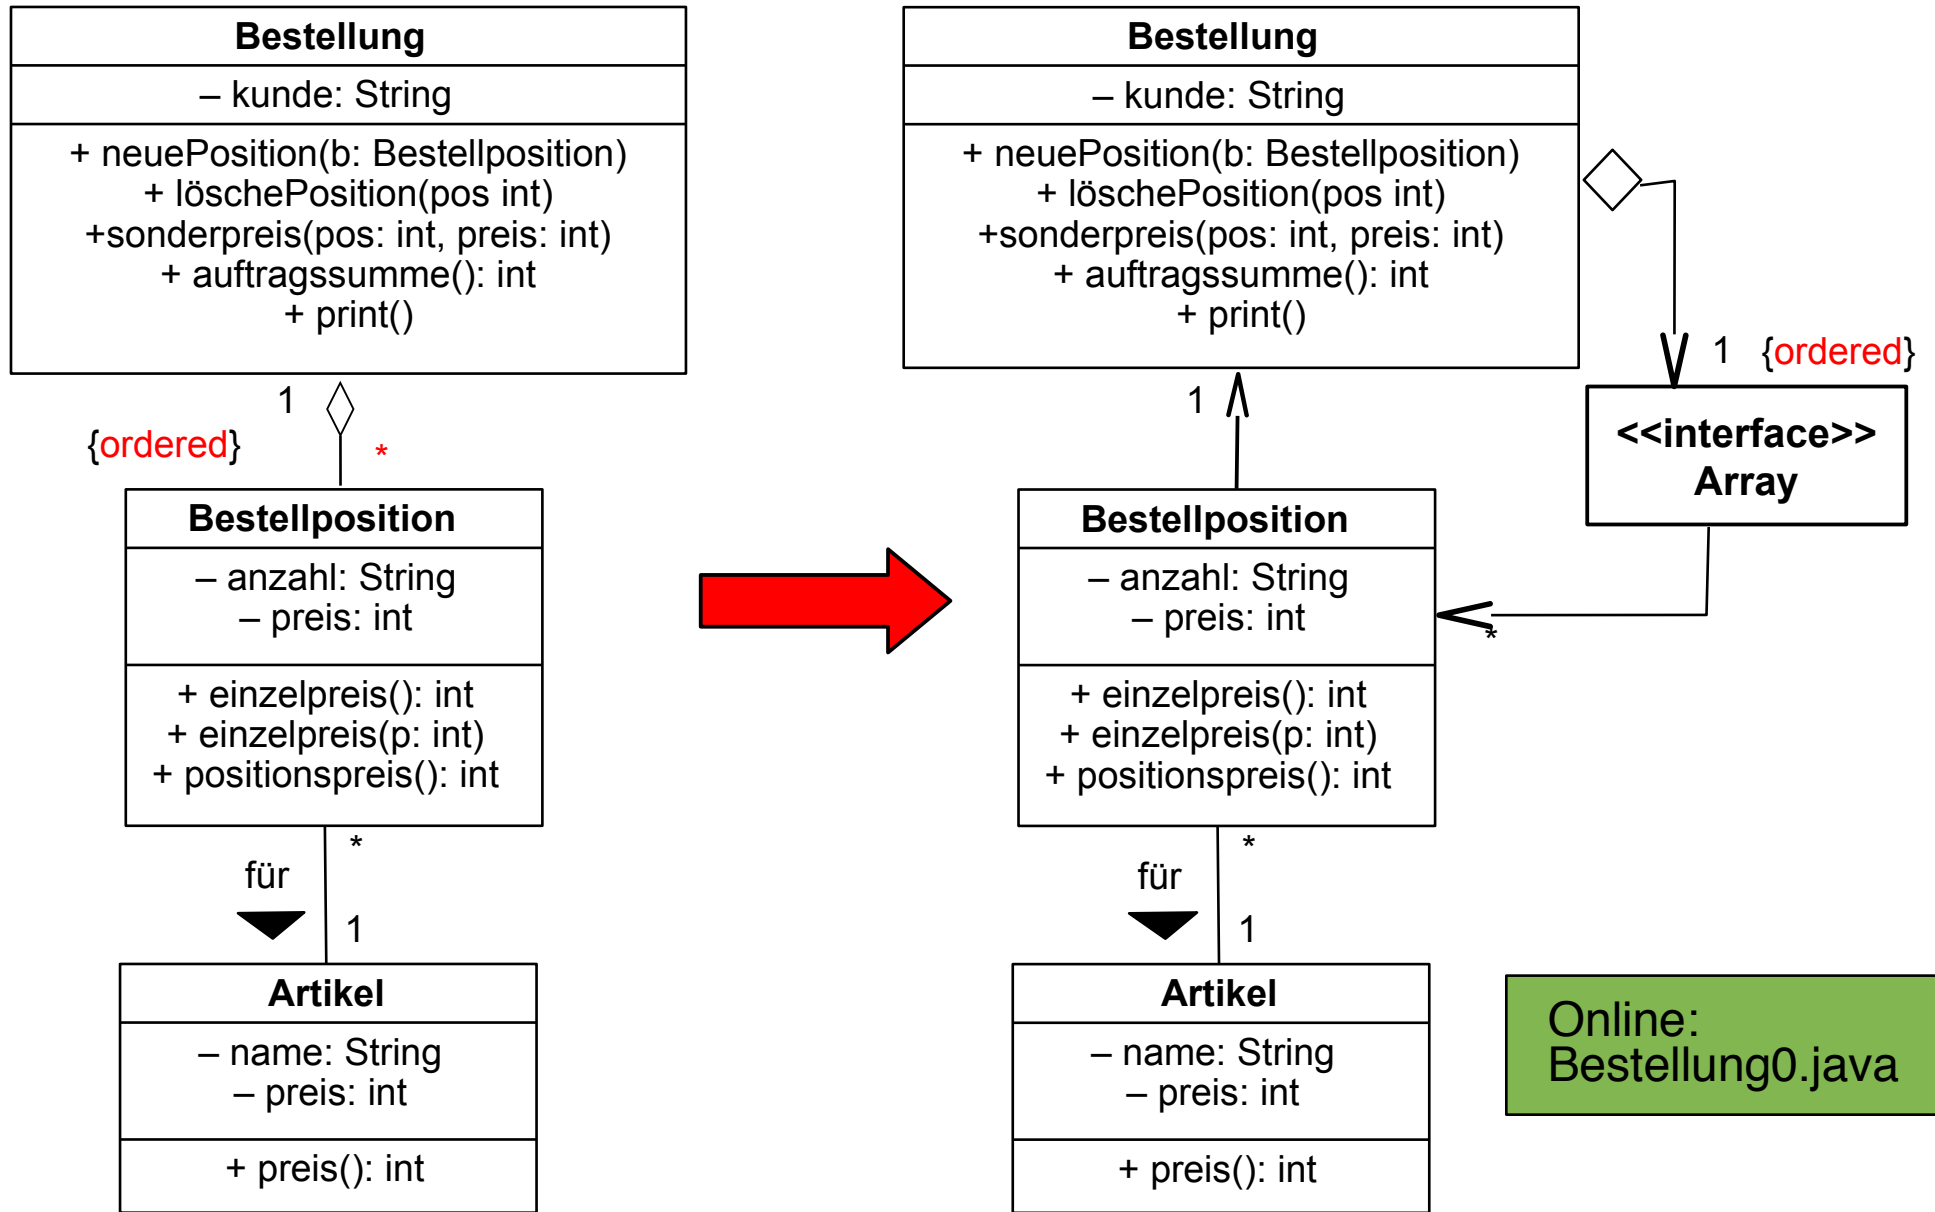 Bestellung
– kunde: String
+ neuePosition(b: Bestellposition)
+ löschePosition(pos int)
+sonderpreis(pos: int, preis: int)
+ auftragssumme(): int
+ print()
1
{ordered}
*
Bestellposition
– anzahl: String
– preis: int
+ einzelpreis(): int
+ einzelpreis(p: int)
+ positionspreis(): int
*
für
1
Artikel
– name: String
– preis: int
+ preis(): int
Bestellung
– kunde: String
+ neuePosition(b: Bestellposition)
+ löschePosition(pos int)
+sonderpreis(pos: int, preis: int)
+ auftragssumme(): int
+ print()
1 {ordered}
<<interface>>
Array
1
*
Bestellposition
– anzahl: String
– preis: int
+ einzelpreis(): int
+ einzelpreis(p: int)
+ positionspreis(): int
*
für
1
Artikel
– name: String
– preis: int
+ preis(): int
Online:
Bestellung0.java